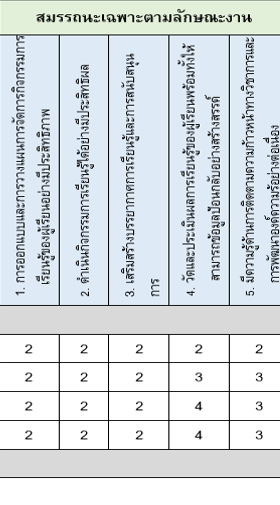 สมรรถนะเฉพาะตามลักษณะงาน
1. การออกแบบและการวางแผนการจัดการกิจกรรมการ
เรียนรู้ของผู้เรียนอย่างมีประสิทธิภาพ
2. ดำเนินกิจกรรมการเรียนรู้ได้อย่างมีประสิทธิผล
3. เสริมสร้างบรรยากาศการเรียนรู้และการสนับสนุน
การ
4. วัดและประเมินผลการเรียนรู้ของผู้เรียนพร้อมทั้งให้
สามารถข้อมูลป้อนกลับอย่างสร้างสรรค์
5. มีความรู้ด้านการติดตามความก้าวหน้าทางวิชาการและ
การพัฒนาองค์ความรู้อย่างต่อเนื่อง
2 2 2 2 2
2 2 2 3 3
2 2 2 4 3
2 2 2 4 3